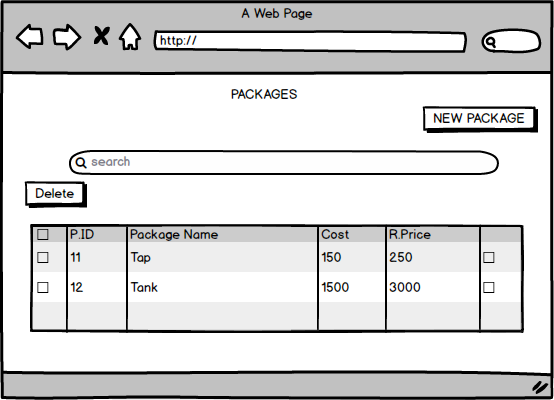 A Web Page
http://
PACKAGES
NEW PACKAGE
search
Delete
P.ID Package Name Cost R.Price
11 Tap 150 250
12 Tank 1500 3000